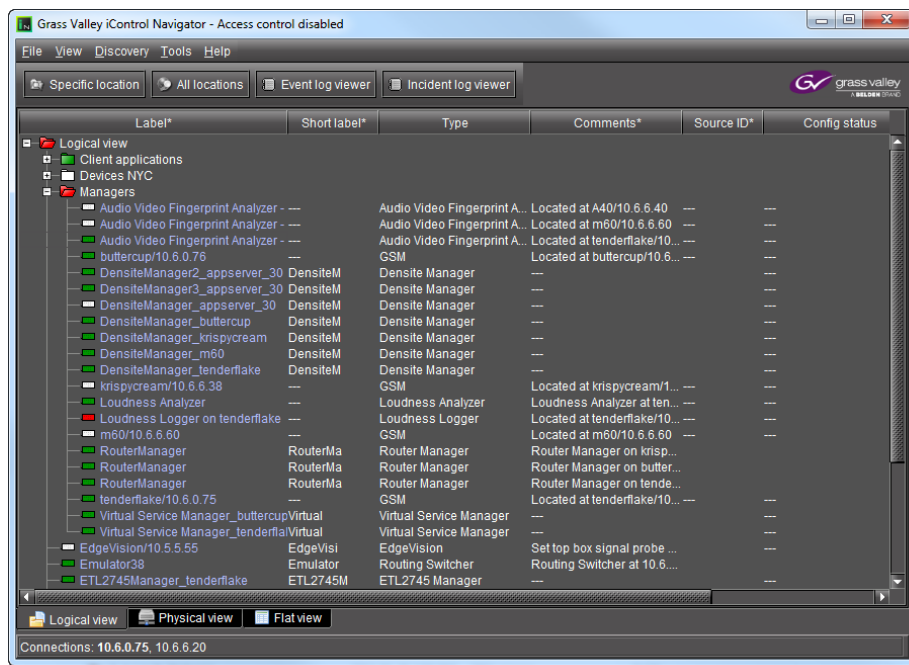 Grass Valley iControl Navigator - Access control disabled
File View Discovery Tools Help
Specific location All locations Event log viewer Incident log viewer grass valley
A BELDEN BRAND
Label* Short label* Type Comments* Source ID* Config status
Logical view
Client applications
Devices NYC
Managers
Audio Video Fingerprint Analyzer - --- Audio Video Fingerprint A... Located at A40/10.6.6.40 --- ---
Audio Video Fingerprint Analyzer - --- Audio Video Fingerprint A... Located at m60/10.6.6.60 --- ---
Audio Video Fingerprint Analyzer - --- Audio Video Fingerprint A... Located at tenderflake/10... --- ---
buttercup/10.6.0.76 --- GSM Located at buttercup/10.6... --- ---
DensiteManager2_appserver_30 DensiteM Densite Manager --- ---
DensiteManager3_appserver_30 DensiteM Densite Manager --- ---
DensiteManager_appserver_30 DensiteM Densite Manager --- ---
DensiteManager_buttercup DensiteM Densite Manager --- ---
DensiteManager_krispycream DensiteM Densite Manager --- ---
DensiteManager_m60 DensiteM Densite Manager --- ---
DensiteManager_tenderflake DensiteM Densite Manager --- ---
krispycream/10.6.6.38 --- GSM Located at krispycream/1... --- ---
Loudness Analyzer --- Loudness Analyzer Loudness Analyzer at ten... --- ---
Loudness Logger on tenderflake --- Loudness Logger Located at tenderflake/10... --- ---
m60/10.6.6.60 --- GSM Located at m60/10.6.6.60 --- ---
RouterManager RouterMa Router Manager Router Manager on krisp...
RouterManager RouterMa Router Manager Router Manager on butter...
RouterManager RouterMa Router Manager Router Manager on tende...
tenderflake/10.6.0.75 --- GSM Located at tenderflake/10... --- ---
Virtual Service Manager_buttercup Virtual Virtual Service Manager --- ---
Virtual Service Manager_tenderfla Virtual Virtual Service Manager --- ---
EdgeVision/10.5.5.55 EdgeVisi EdgeVision Set top box signal probe ... ---
Emulator38 Emulator Routing Switcher Routing Switcher at 10.6....
ETL2745Manager_tenderflake ETL2745M ETL2745 Manager --- ---
Logical view Physical view Flat view
Connections: 10.6.0.75, 10.6.6.20